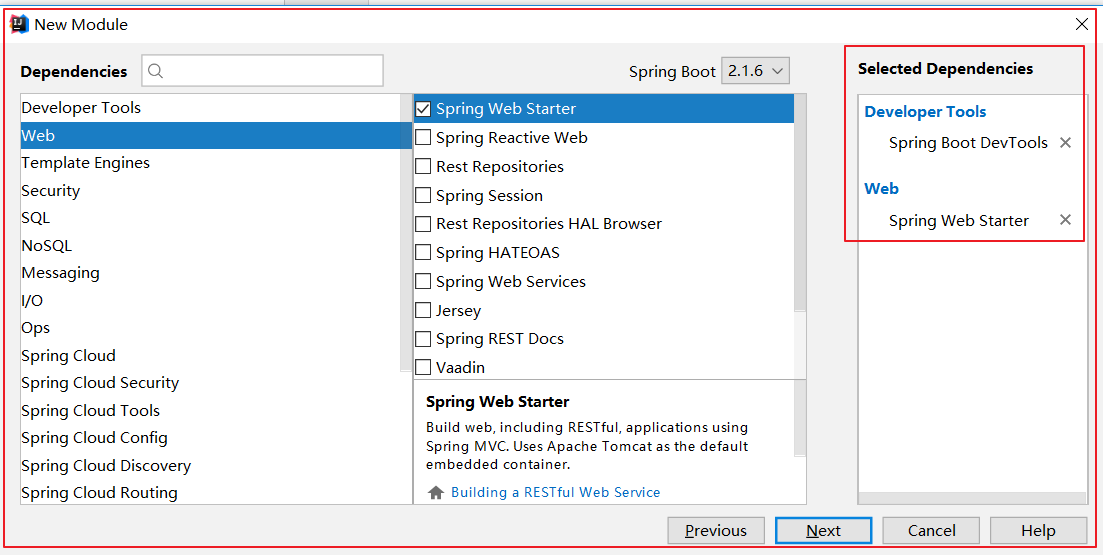 New Module
Dependencies
Spring Boot 2.1.6
Developer Tools
Web
Template Engines
Security
SQL
NoSQL
Messaging
I/O
Ops
Spring Cloud
Spring Cloud Security
Spring Cloud Tools
Spring Cloud Config
Spring Cloud Discovery
Spring Cloud Routing
Spring Web Starter
Spring Reactive Web
Rest Repositories
Spring Session
Rest Repositories HAL Browser
Spring HATEOAS
Spring Web Services
Jersey
Spring REST Docs
Vaadin
Spring Web Starter
Build web, including RESTful, applications using
Spring MVC. Uses Apache Tomcat as the default
embedded container.
Building a RESTful Web Service
Selected Dependencies
Developer Tools
Spring Boot DevTools
Web
Spring Web Starter
Previous
Next
Cancel
Help